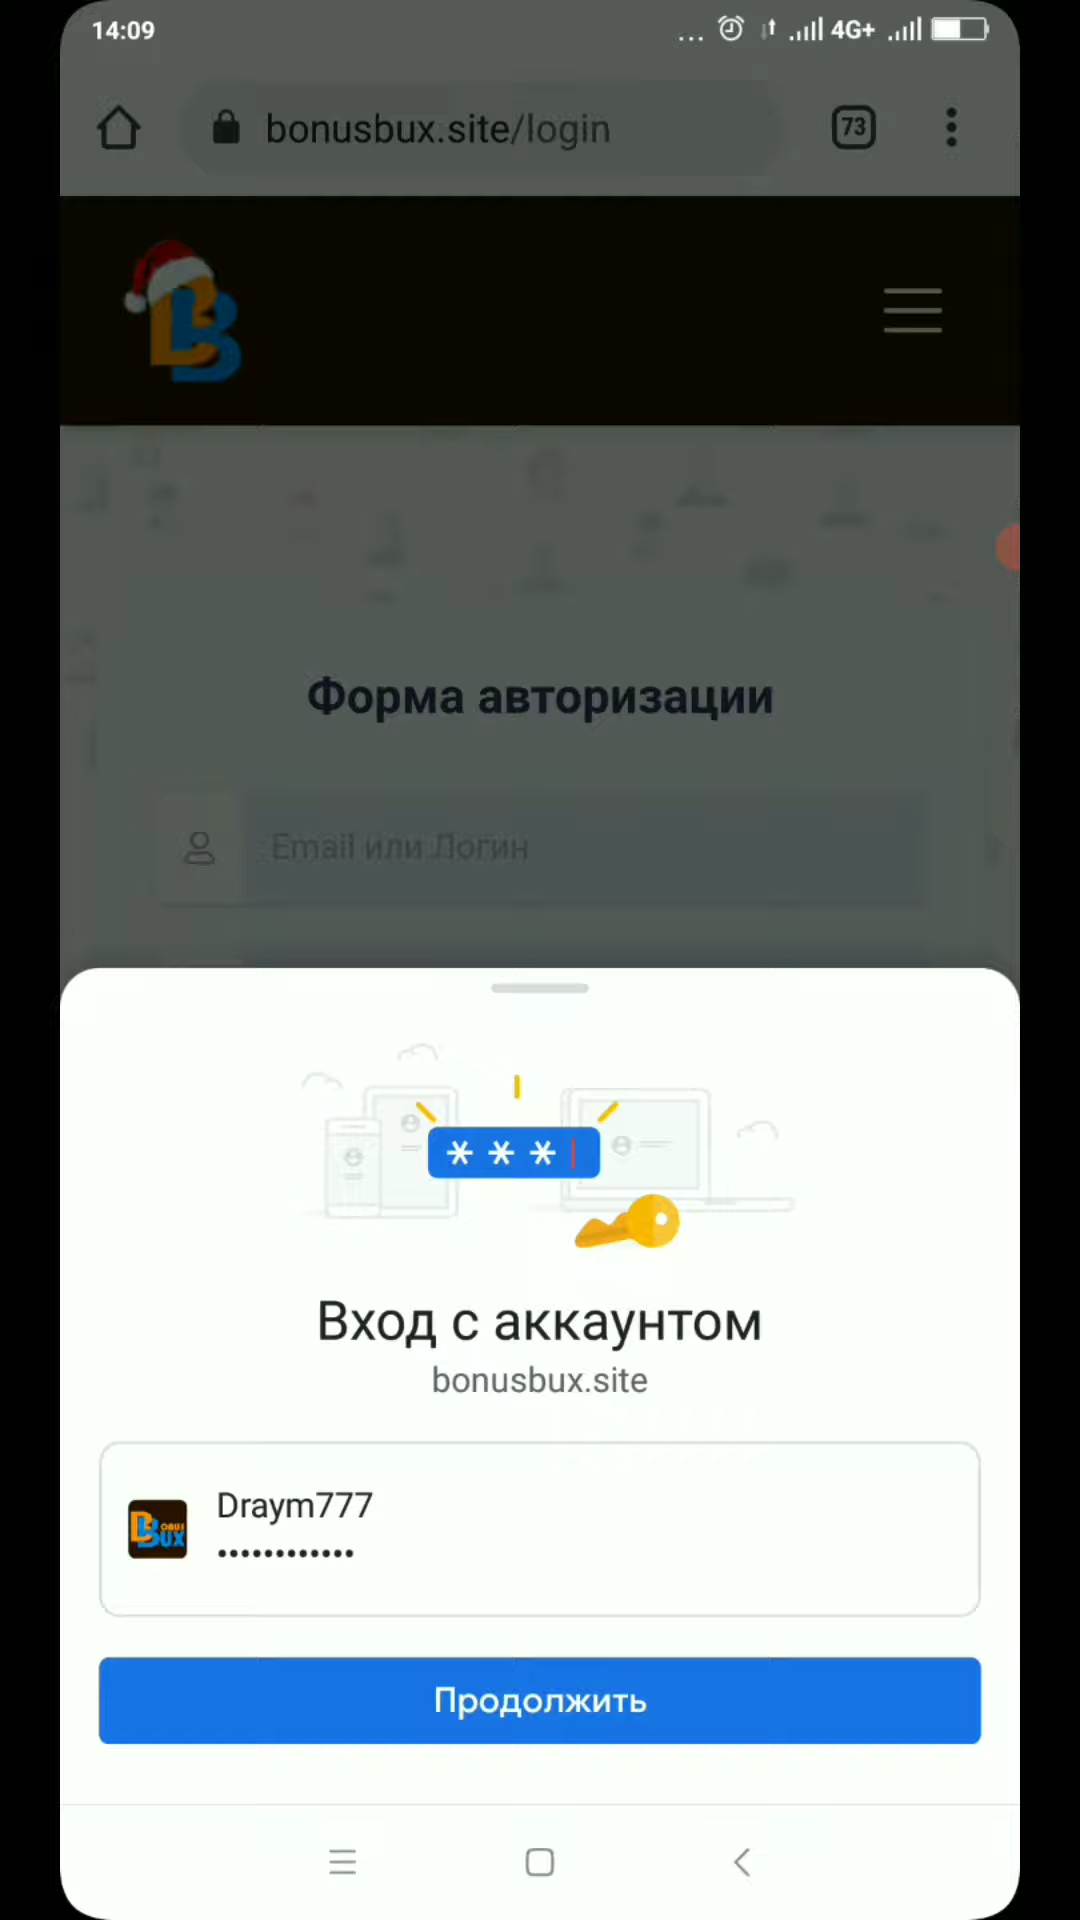 14:09
... 4G+
bonusbux.site/login
73
Форма авторизации
Email или Логин
* * *
Вход с аккаунтом
bonusbux.site
Draym777
••••••••••••
Продолжить